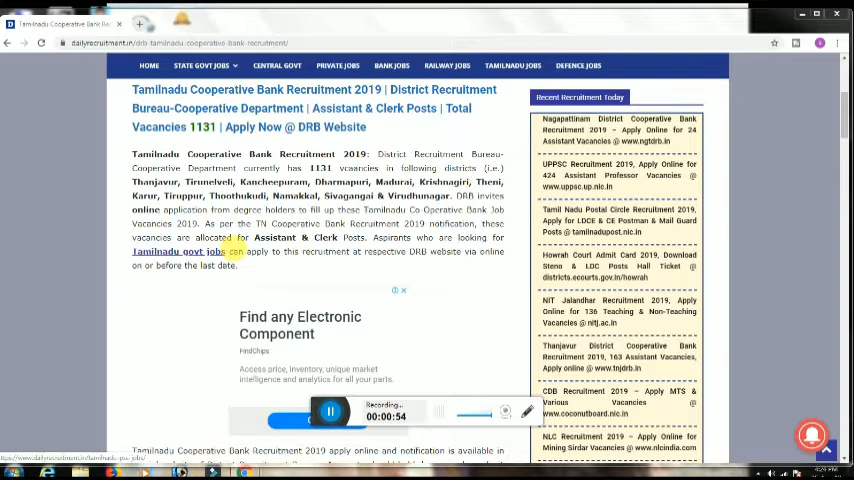 Tamilnadu Cooperative Bank Rec
dailyrecruitment.in/drb-tamilnadu-cooperative-bank-recruitment/
HOME STATE GOVT JOBS CENTRAL GOVT PRIVATE JOBS BANK JOBS RAILWAY JOBS TAMILNADU JOBS DEFENCE JOBS
Tamilnadu Cooperative Bank Recruitment 2019 | District Recruitment
Bureau-Cooperative Department | Assistant & Clerk Posts | Total
Vacancies 1131 | Apply Now @ DRB Website
Tamilnadu Cooperative Bank Recruitment 2019: District Recruitment
Bureau-Cooperative Department currently has 1131 vcaancies in following districts (i.e.)
Thanjavur, Tirunelveli, Kancheepuram, Dharmapuri, Madurai, Krishnagiri, Theni,
Karur, Tiruppur, Thoothukudi, Namakkal, Sivagangai & Virudhunagar. DRB invites
online application from degree holders to fill up these Tamilnadu Co Operative Bank Job
Vacancies 2019. As per the TN Cooperative Bank Recruitment 2019 notification, these
vacancies are allocated for Assistant & Clerk Posts. Aspirants who are looking for
Tamilnadu govt jobs can apply to this recruitment at respective DRB website via online
on or before the last date.
Find any Electronic
Component
FindChips
Access price, inventory, unique market
intelligence and analytics for all your parts.
Recording...
00:00:54
Tamilnadu Cooperative Bank Recruitment 2019 apply online and notification is available in
Recent Recruitment Today
Nagapattinam District Cooperative Bank
Recruitment 2019 – Apply Online for 24
Assistant Vacancies @ www.ngtdrb.in
UPPSC Recruitment 2019, Apply Online for
424 Assistant Professor Vacancies @
www.uppsc.up.nic.in
Tamil Nadu Postal Circle Recruitment 2019,
Apply for LDCE & CE Postman & Mail Guard
Posts @ tamilnadupost.nic.in
Howrah Court Admit Card 2019, Download
Steno & LDC Posts Hall Ticket @
districts.ecourts.gov.in/howrah
NIT Jalandhar Recruitment 2019, Apply
Online for 136 Teaching & Non-Teaching
Vacancies @ nitj.ac.in
Thanjavur District Cooperative Bank
Recruitment 2019, 163 Assistant Vacancies,
Apply online @ www.tnjdrb.in
CDB Recruitment 2019 – Apply MTS &
Various Vacancies @
www.coconutboard.nic.in
NLC Recruitment 2019 – Apply Online for
Mining Sirdar Vacancies @ www.nlcindia.com
4:24 PM